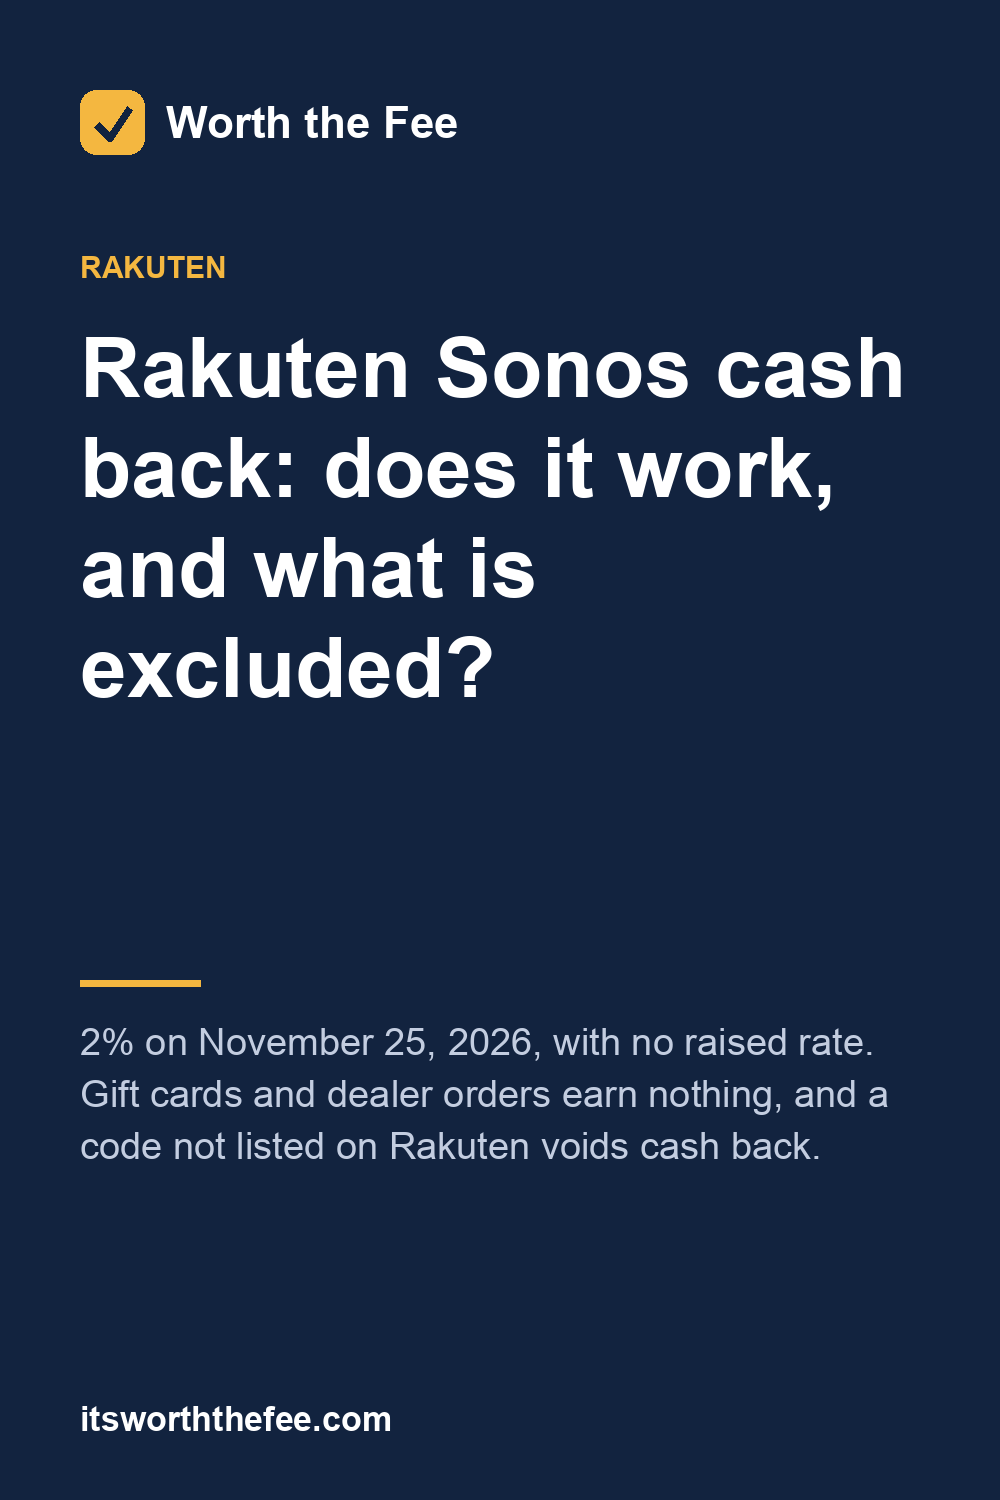 Worth the Fee
RAKUTEN
Rakuten Sonos cash
back: does it work,
and what is
excluded?
2% on November 25, 2026, with no raised rate.
Gift cards and dealer orders earn nothing, and a
code not listed on Rakuten voids cash back.
itsworththefee.com